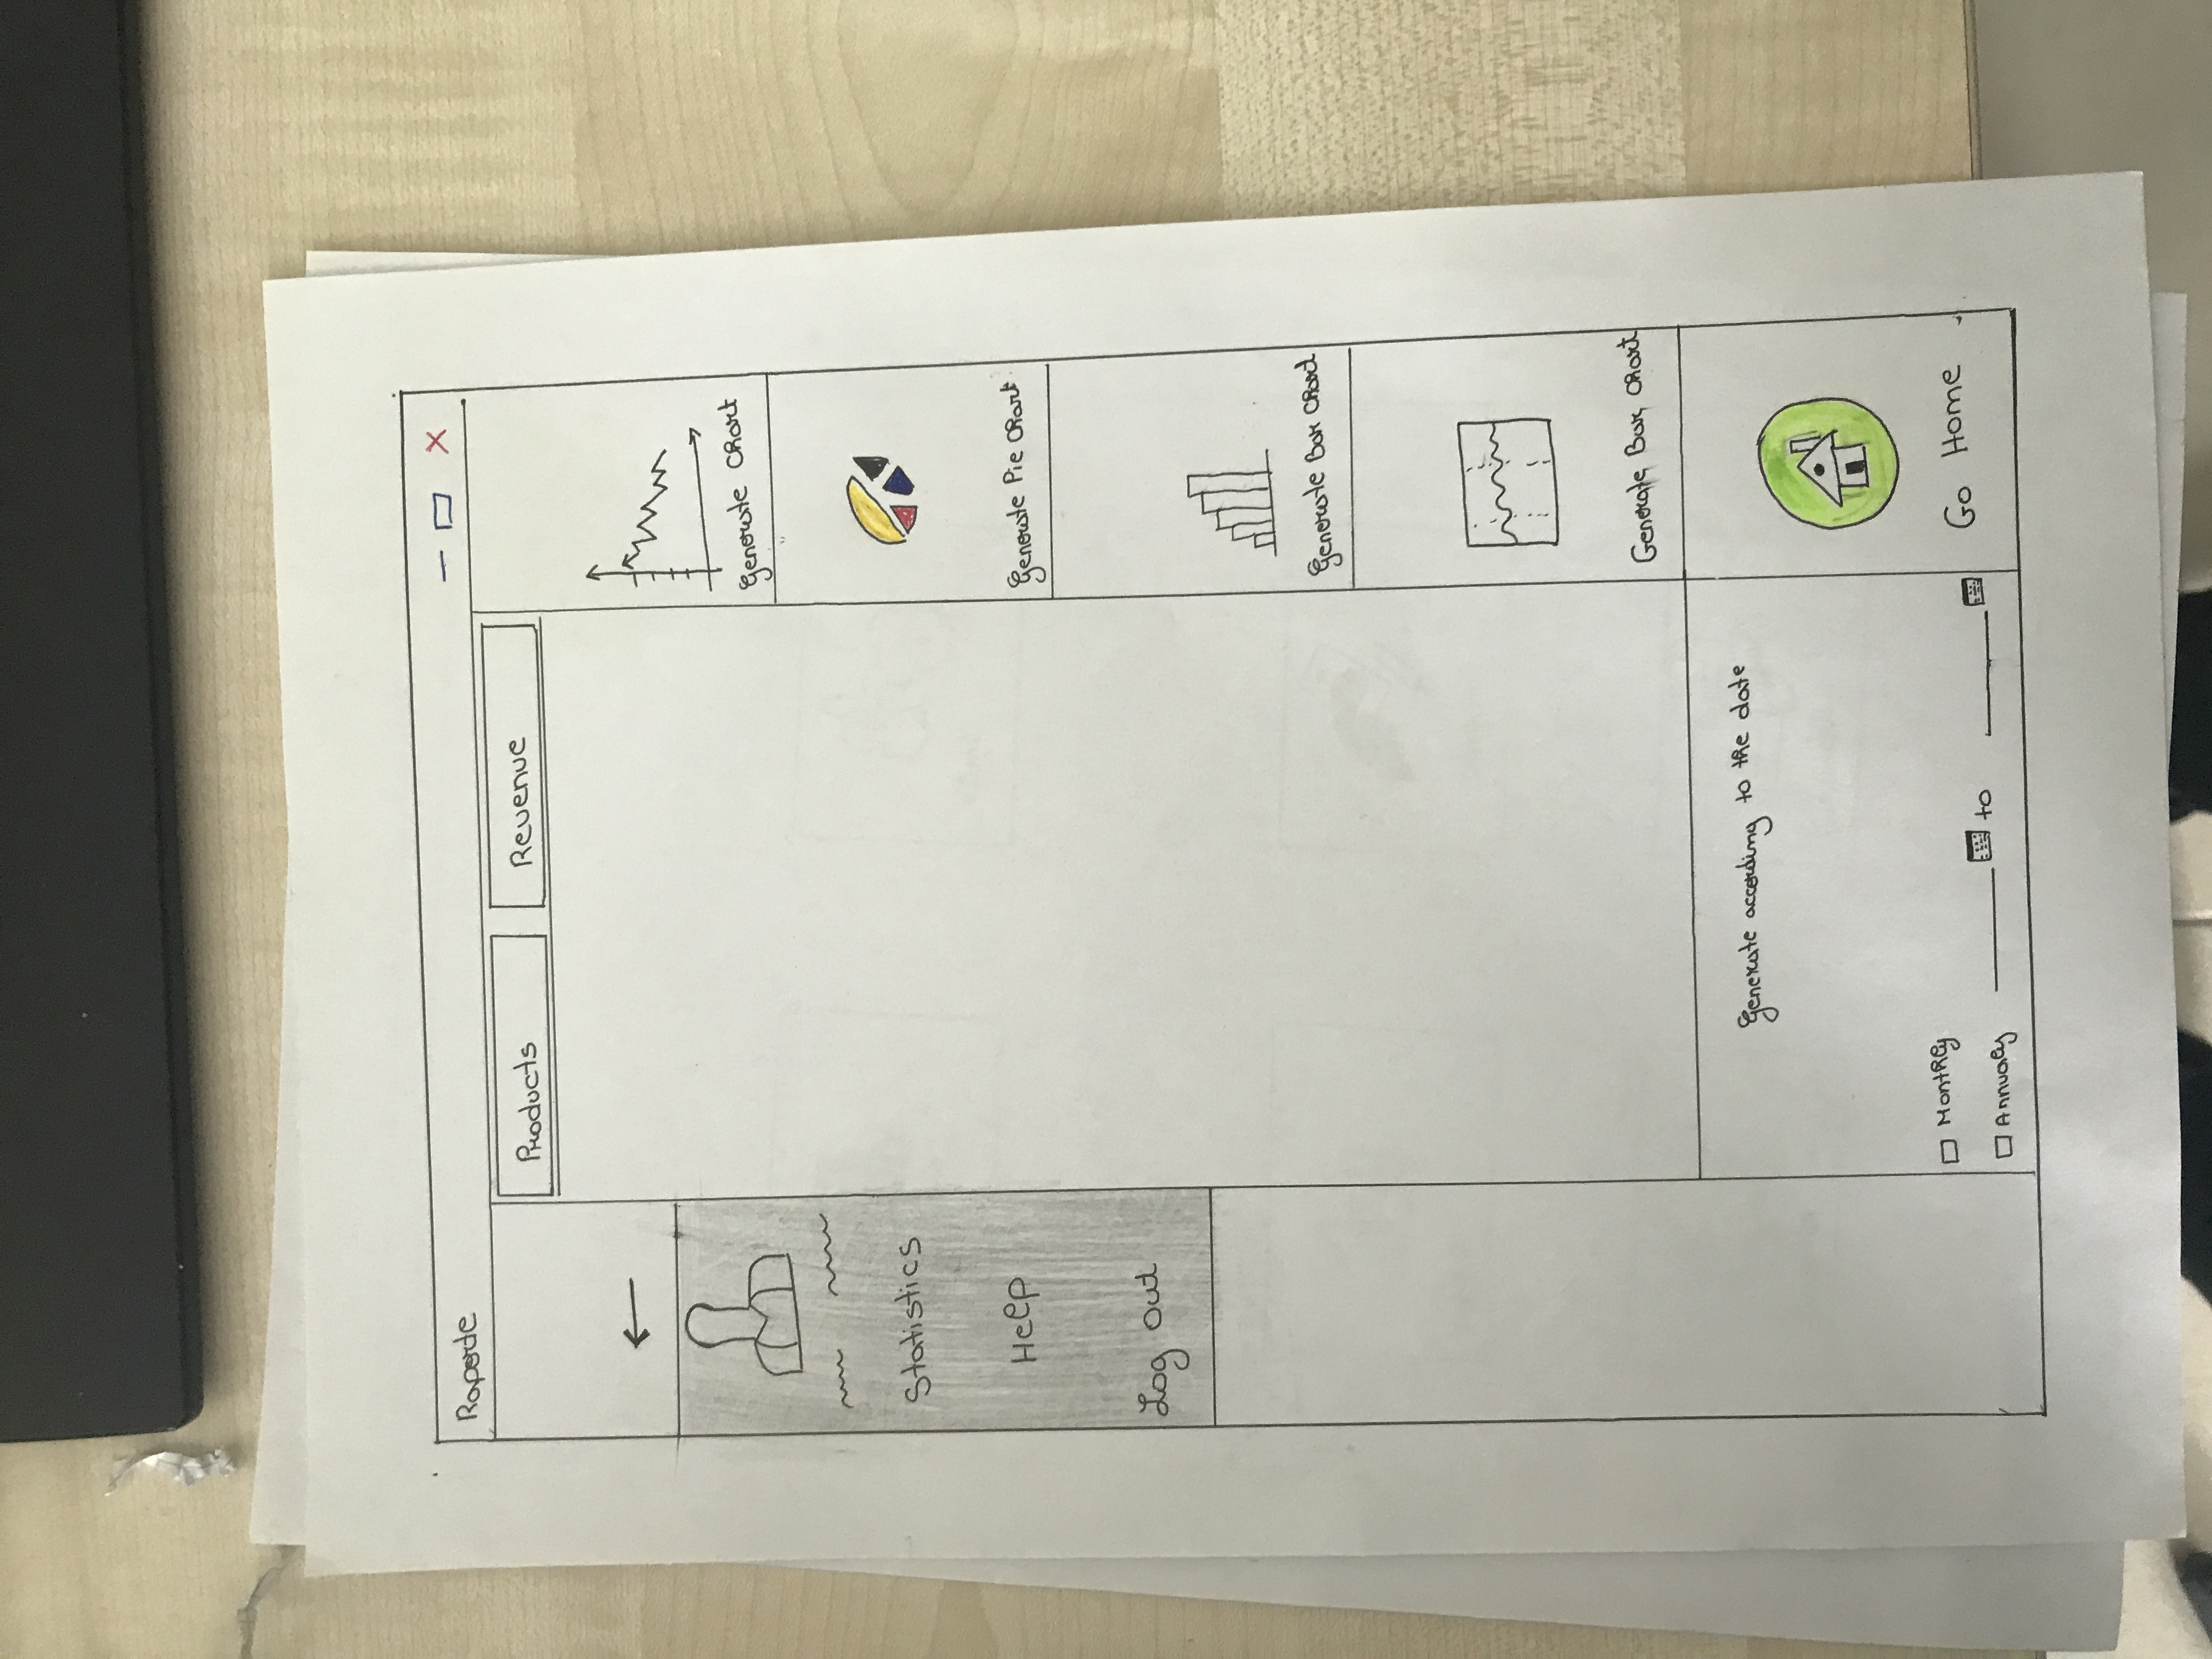 Raporte
Products
Revenue
Statistics
Help
Log out
Generate Chart
Generate Pie Chart
Generate Bar Chart
Generate Bar Chart
Generate according to the date
Monthly
Annualy
to
Go Home